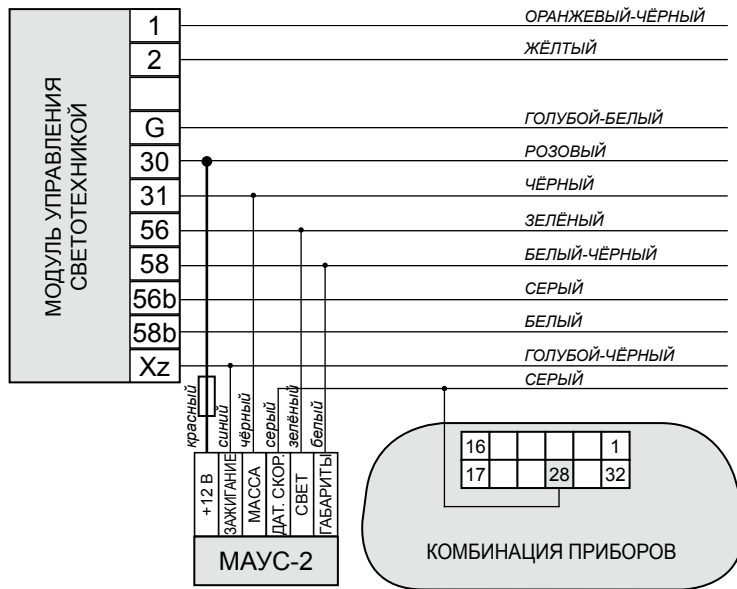 МОДУЛЬ УПРАВЛЕНИЯ
СВЕТОТЕХНИКОЙ
1
ОРАНЖЕВЫЙ-ЧЁРНЫЙ
2
ЖЁЛТЫЙ
G
ГОЛУБОЙ-БЕЛЫЙ
30
РОЗОВЫЙ
31
ЧЁРНЫЙ
56
ЗЕЛЁНЫЙ
58
БЕЛЫЙ-ЧЁРНЫЙ
56b
СЕРЫЙ
58b
БЕЛЫЙ
Xz
ГОЛУБОЙ-ЧЁРНЫЙ
СЕРЫЙ
красный
синий
чёрный
серый
зелёный
белый
+12 В
ЗАЖИГАНИЕ
МАССА
ДАТ. СКОР.
СВЕТ
ГАБАРИТЫ
МАУС-2
16 1
17 28 32
КОМБИНАЦИЯ ПРИБОРОВ